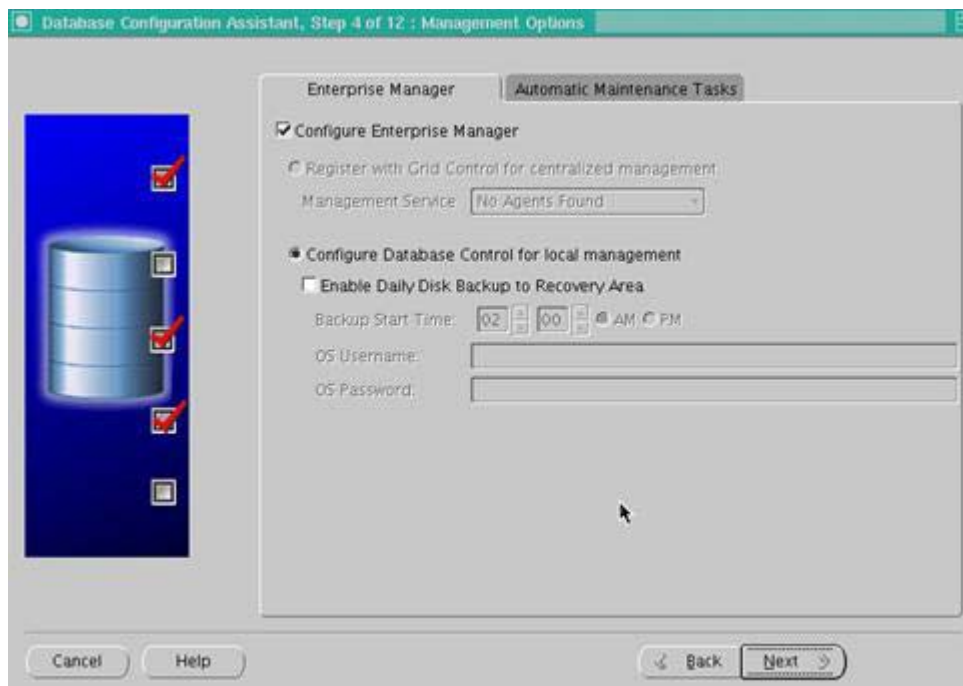 Database Configuration Assistant, Step 4 of 12 : Management Options
Enterprise Manager
Automatic Maintenance Tasks
Configure Enterprise Manager
Register with Grid Control for centralized management
Management Service No Agents Found
Configure Database Control for local management
Enable Daily Disk Backup to Recovery Area
Backup Start Time: 02 00 AM PM
OS Username:
OS Password:
Cancel Help Back Next